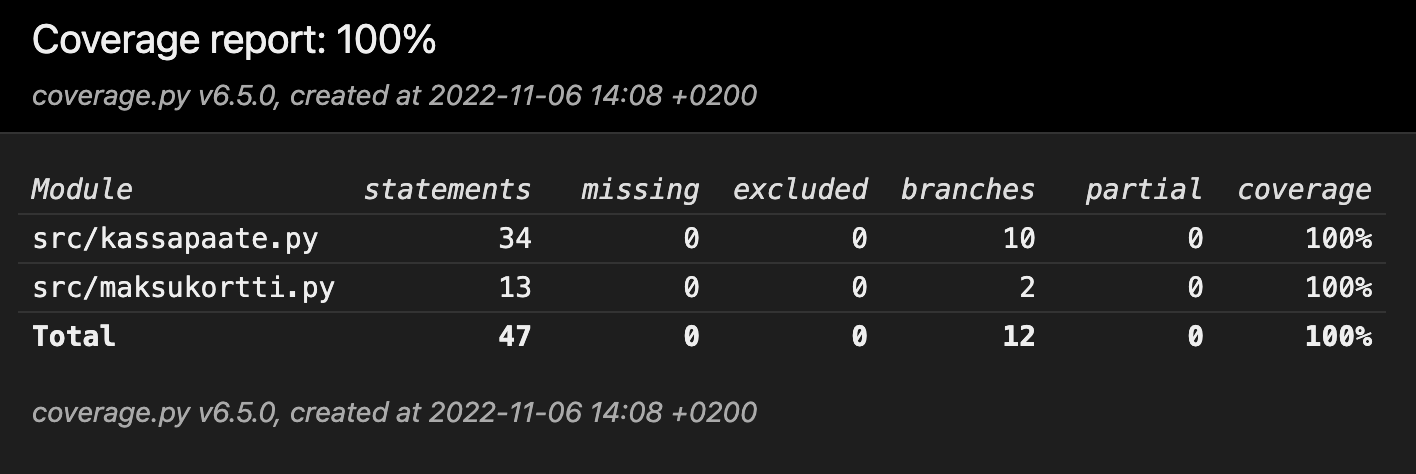 Coverage report: 100%
coverage.py v6.5.0, created at 2022-11-06 14:08 +0200
Module statements missing excluded branches partial coverage
src/kassapaate.py 34 0 0 10 0 100%
src/maksukortti.py 13 0 0 2 0 100%
Total 47 0 0 12 0 100%
coverage.py v6.5.0, created at 2022-11-06 14:08 +0200